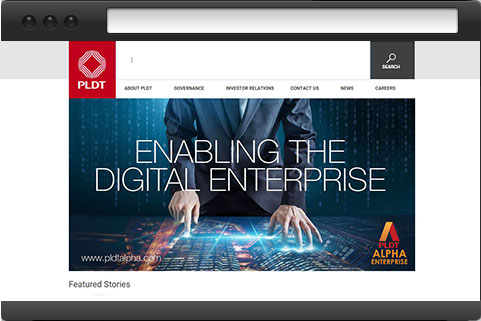 PLDT
SEARCH
ABOUT PLDT GOVERNANCE INVESTOR RELATIONS CONTACT US NEWS CAREERS
ENABLING THE
DIGITAL ENTERPRISE
www.pldtalpha.com
PLDT
ALPHA
ENTERPRISE
Featured Stories